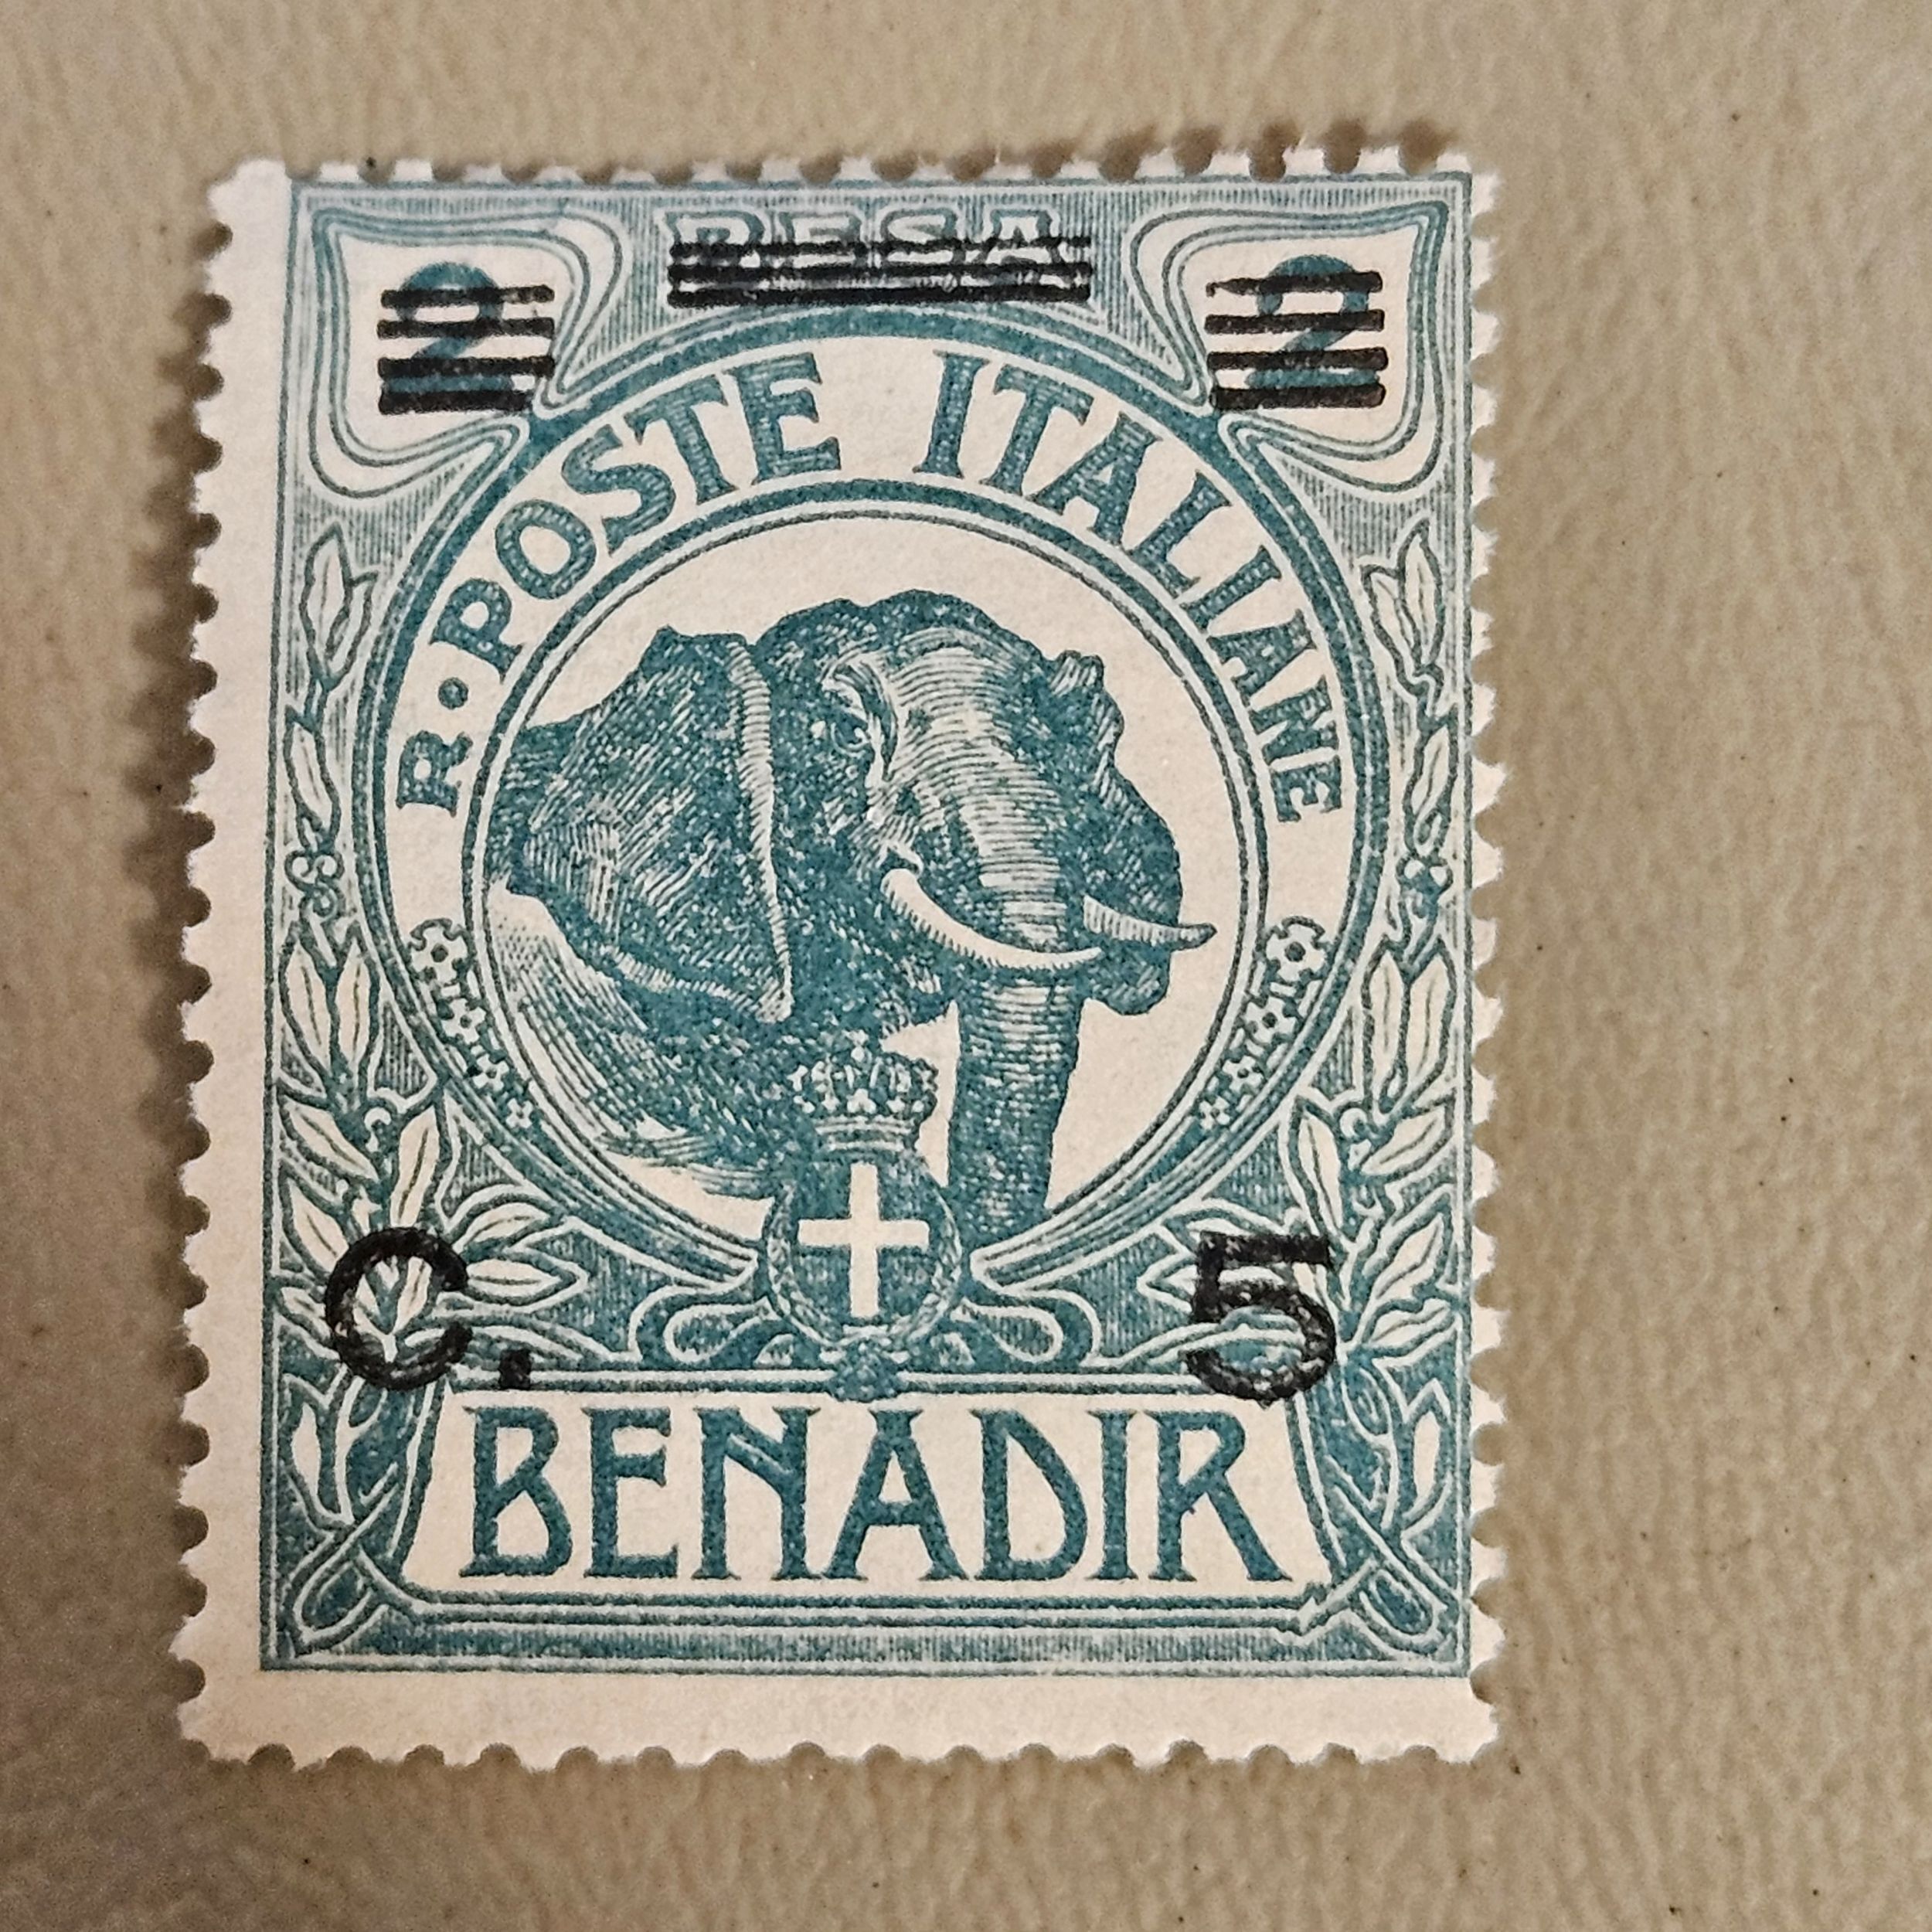 2 BESA 2
R·POSTE ITALIANE
C. 5
BENADIR